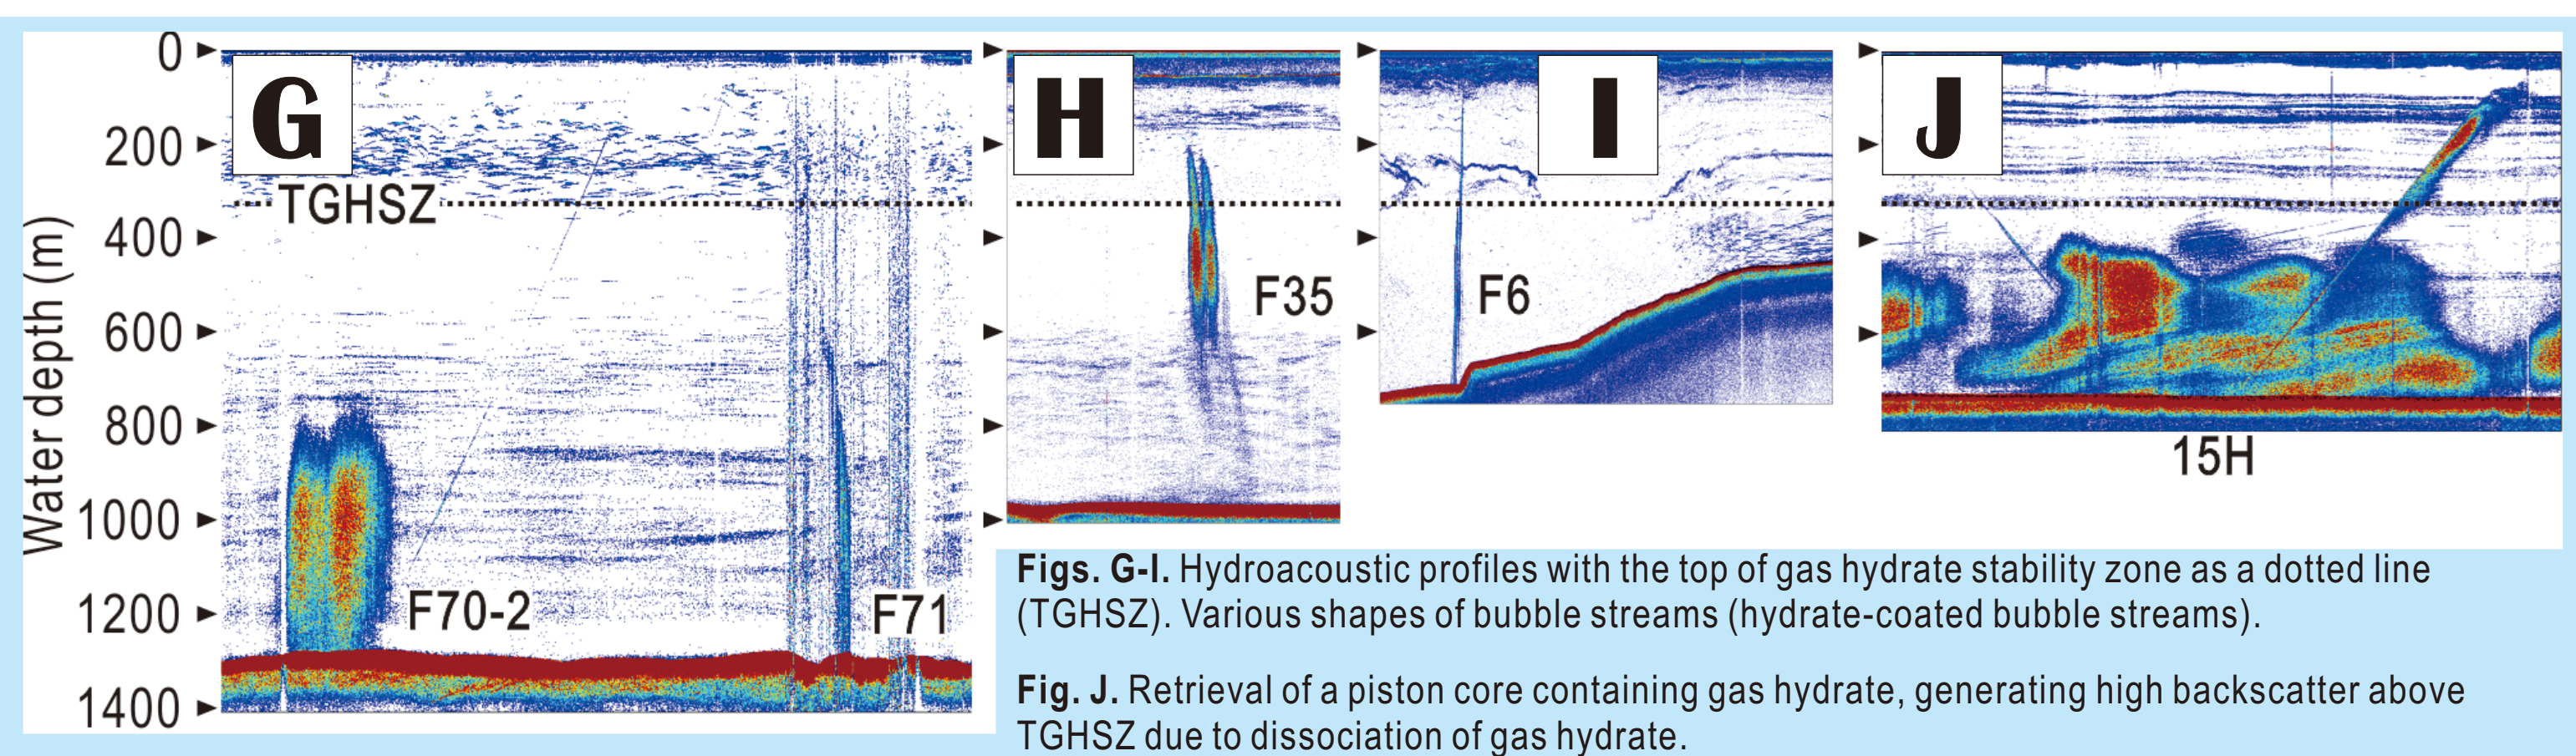 Water depth (m)
0
200
400
600
800
1000
1200
1400
G
TGHSZ
F70-2
F71
H
F35
I
F6
J
15H
Figs. G-I. Hydroacoustic profiles with the top of gas hydrate stability zone as a dotted line
(TGHSZ). Various shapes of bubble streams (hydrate-coated bubble streams).
Fig. J. Retrieval of a piston core containing gas hydrate, generating high backscatter above
TGHSZ due to dissociation of gas hydrate.